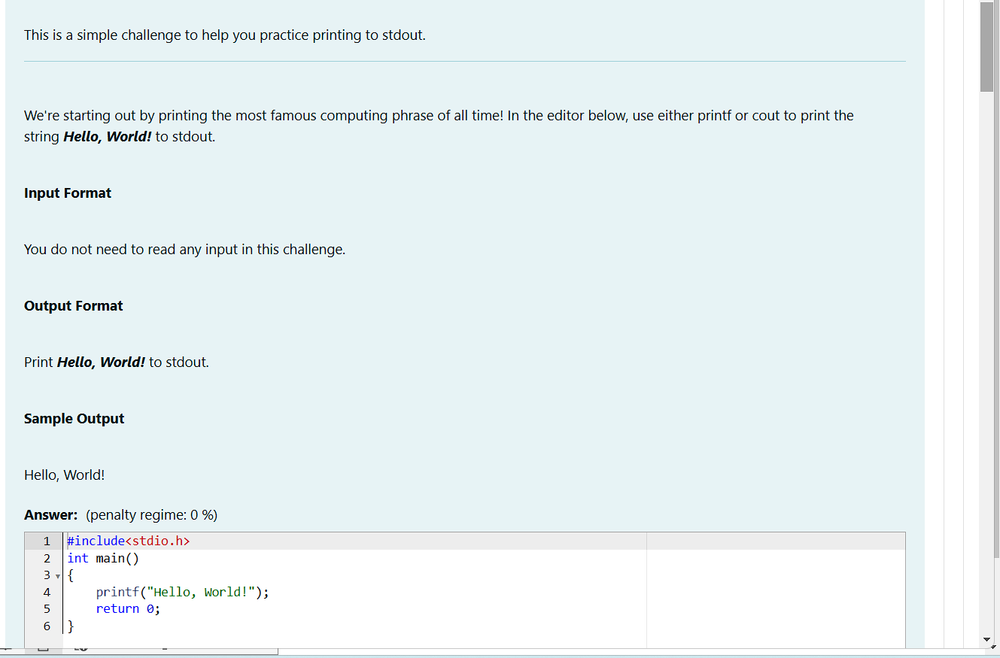 This is a simple challenge to help you practice printing to stdout.
We're starting out by printing the most famous computing phrase of all time! In the editor below, use either printf or cout to print the
string Hello, World! to stdout.
Input Format
You do not need to read any input in this challenge.
Output Format
Print Hello, World! to stdout.
Sample Output
Hello, World!
Answer: (penalty regime: 0 %)
1 #include<stdio.h>
2 int main()
3 {
4     printf("Hello, World!");
5     return 0;
6 }